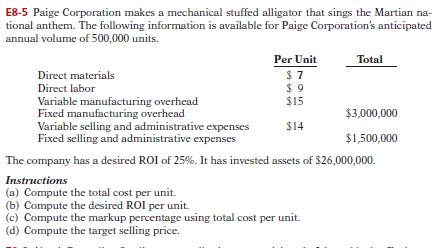 E8-5 Paige Corporation makes a mechanical stuffed alligator that sings the Martian na-
tional anthem. The following information is available for Paige Corporation's anticipated
annual volume of 500,000 units.
Per Unit Total
Direct materials $ 7
Direct labor $ 9
Variable manufacturing overhead $15
Fixed manufacturing overhead $3,000,000
Variable selling and administrative expenses $14
Fixed selling and administrative expenses $1,500,000
The company has a desired ROI of 25%. It has invested assets of $26,000,000.
Instructions
(a) Compute the total cost per unit.
(b) Compute the desired ROI per unit.
(c) Compute the markup percentage using total cost per unit.
(d) Compute the target selling price.